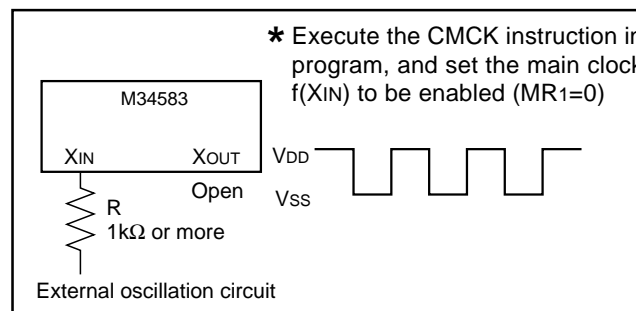 * Execute the CMCK instruction in
program, and set the main clock
f(XIN) to be enabled (MR1=0)
M34583
XIN XOUT
Open
VDD
VSS
R
1kΩ or more
External oscillation circuit